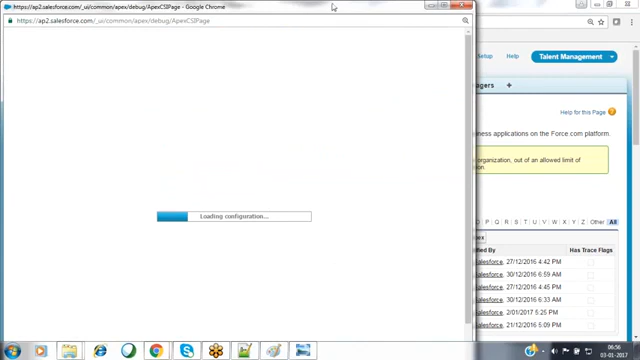 https://ap2.salesforce.com/_ui/common/apex/debug/ApexCSIPage - Google Chrome
https://ap2.salesforce.com/_ui/common/apex/debug/ApexCSIPage
Setup
Help
Talent Management
agers
+
Help for this Page
iness applications on the Force.com platform.
organization, out of an allowed limit of
sion.
Loading configuration...
O P Q R S T U V W X Y Z Other All
pex
ified By
Has Trace Flags
salesforce, 27/12/2016 4:42 PM
salesforce, 30/12/2016 6:59 AM
salesforce, 27/12/2016 4:45 PM
salesforce, 30/12/2016 6:33 AM
salesforce, 2/01/2017 5:25 PM
salesforce, 21/12/2016 5:09 PM
06:56
03-01-2017